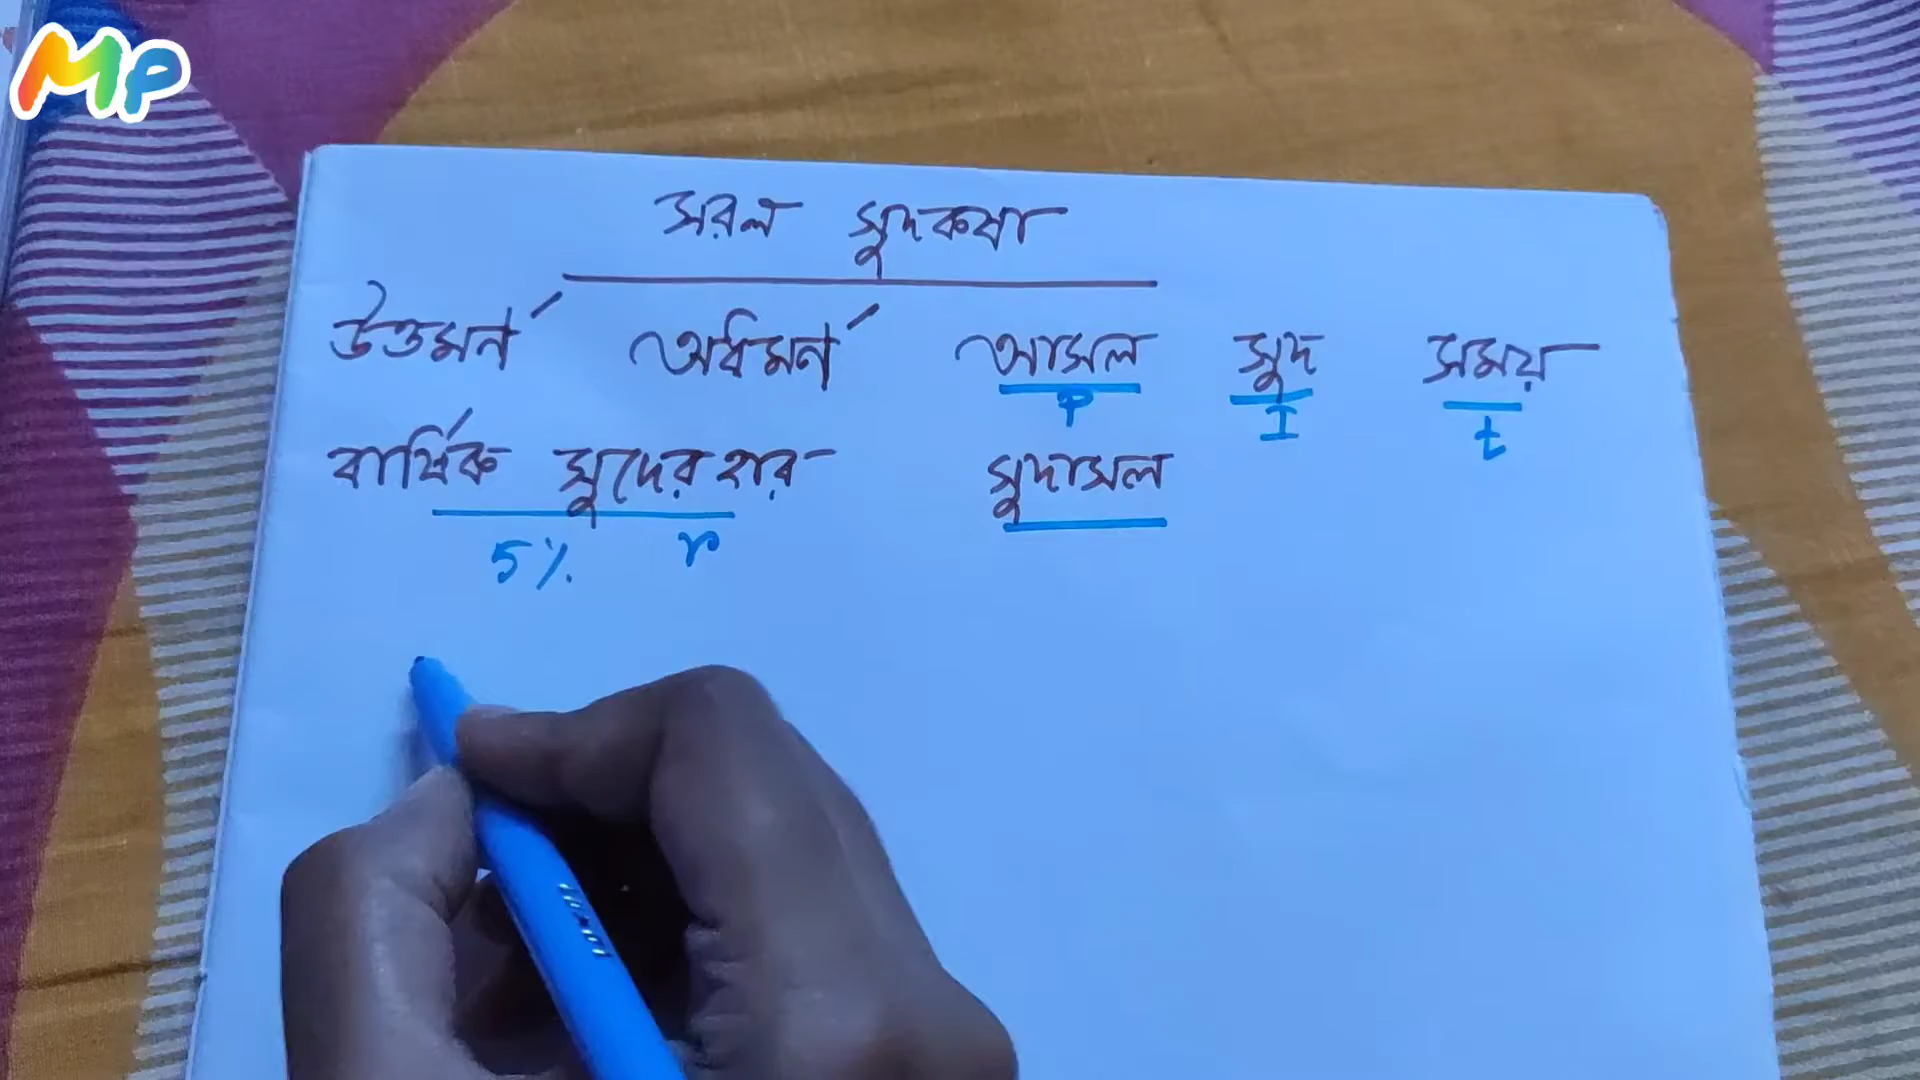 MP
সরল সুদকষা
উত্তমর্ন অধমর্ন আসল সুদ সময়
P I t
বার্ষিক সুদের হার সুদাসল
5% r